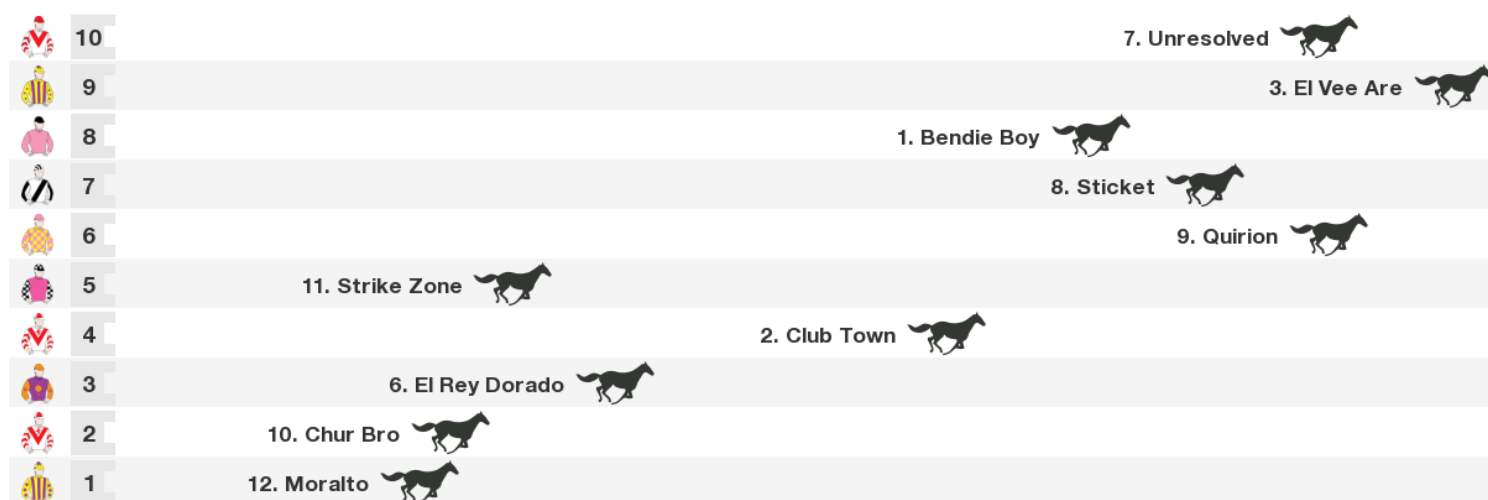 10 7. Unresolved
9 3. El Vee Are
8 1. Bendie Boy
7 8. Sticket
6 9. Quirion
5 11. Strike Zone
4 2. Club Town
3 6. El Rey Dorado
2 10. Chur Bro
1 12. Moralto